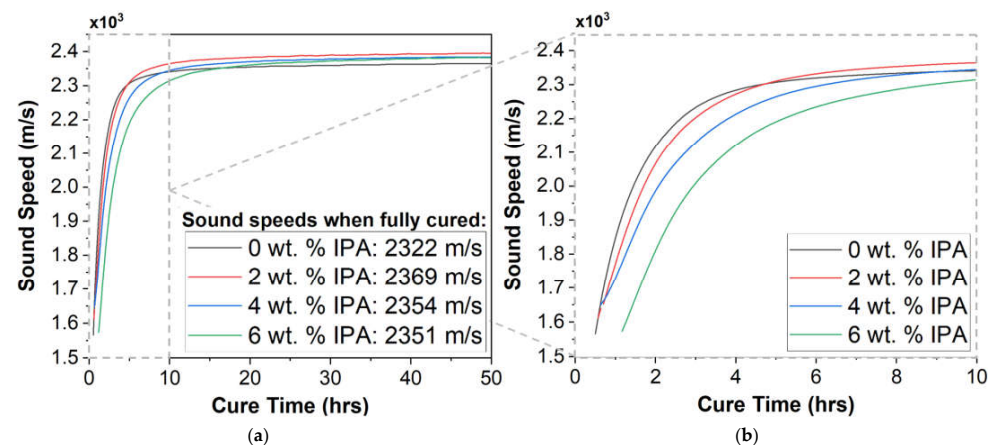 x10³
2.4
2.3
2.2
2.1
2.0
1.9
1.8
1.7
1.6
1.5
Sound Speed (m/s)
Sound speeds when fully cured:
0 wt. % IPA: 2322 m/s
2 wt. % IPA: 2369 m/s
4 wt. % IPA: 2354 m/s
6 wt. % IPA: 2351 m/s
0 10 20 30 40 50
Cure Time (hrs)
(a)
x10³
2.4
2.3
2.2
2.1
2.0
1.9
1.8
1.7
1.6
1.5
Sound Speed (m/s)
0 wt. % IPA
2 wt. % IPA
4 wt. % IPA
6 wt. % IPA
0 2 4 6 8 10
Cure Time (hrs)
(b)